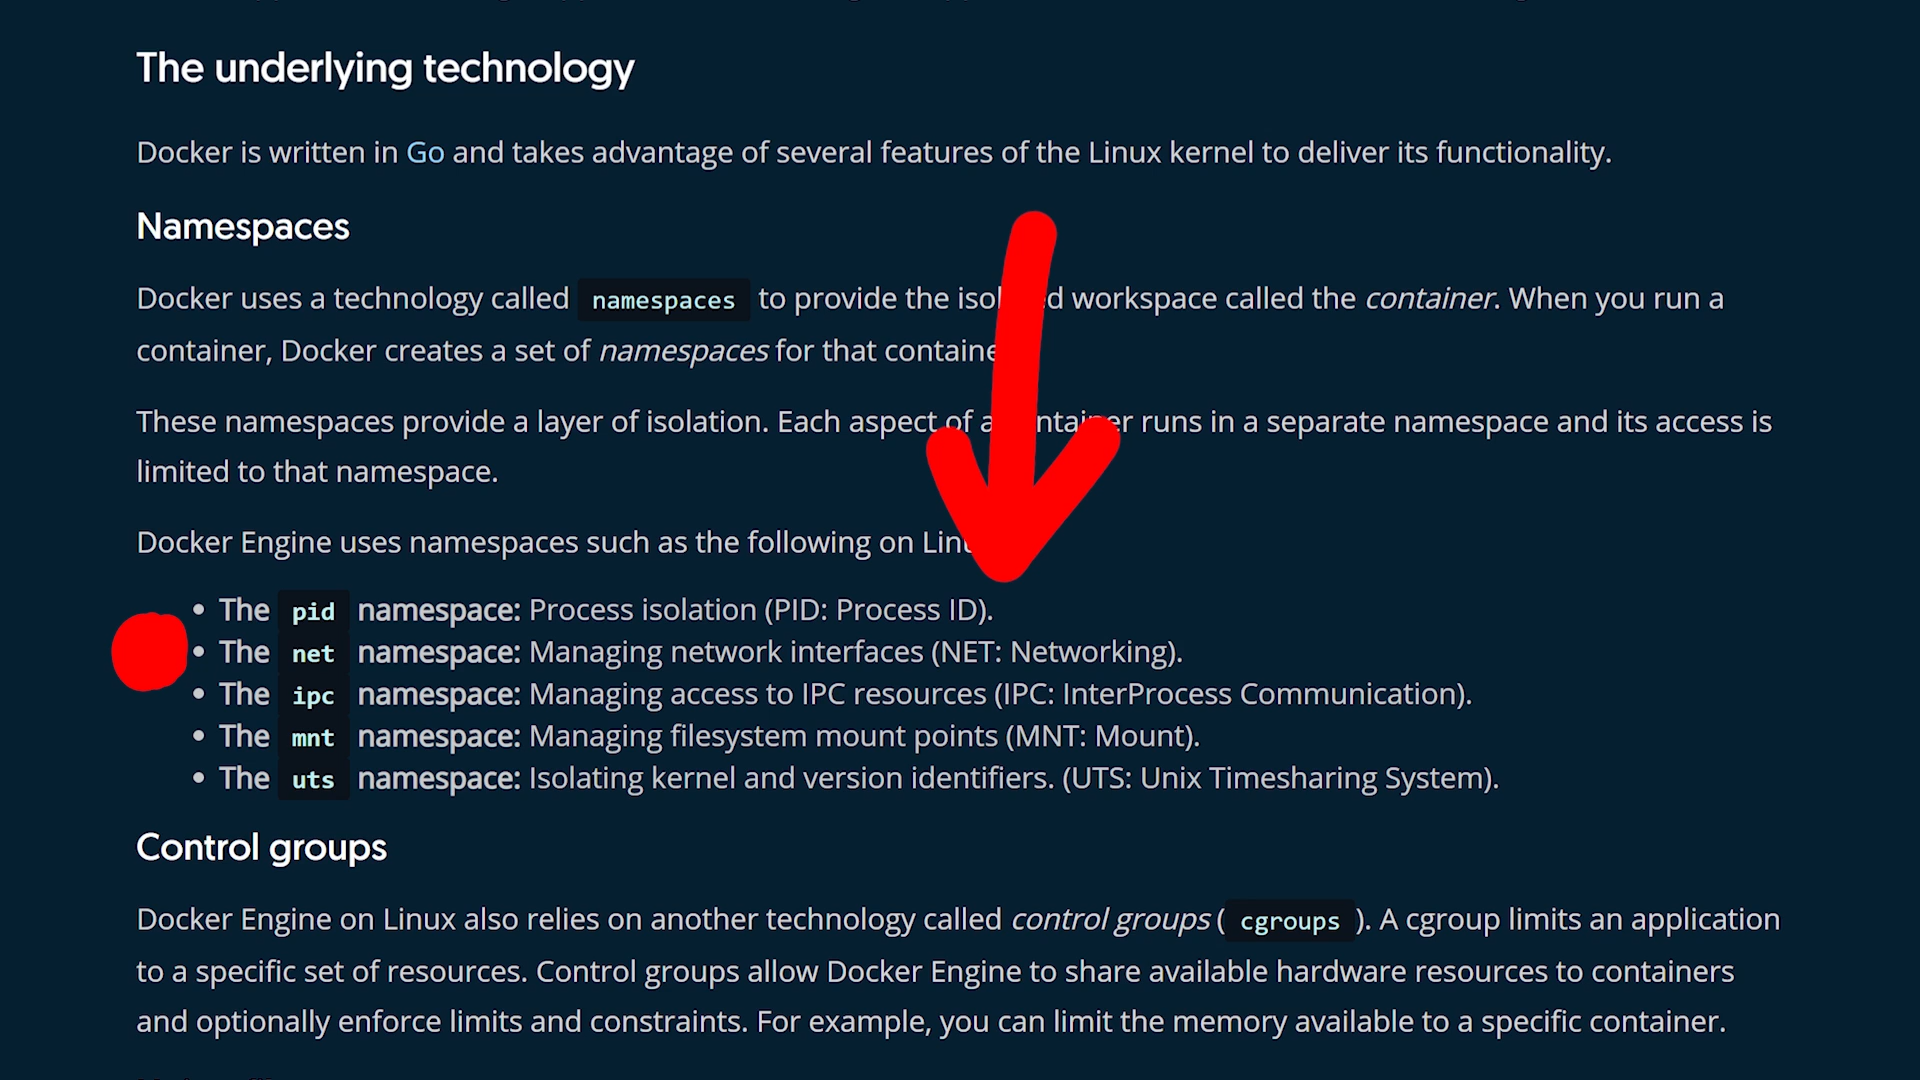 The underlying technology
Docker is written in Go and takes advantage of several features of the Linux kernel to deliver its functionality.
Namespaces
Docker uses a technology called namespaces to provide the workspace called the container. When you run a
container, Docker creates a set of namespaces for that
These namespaces provide a layer of isolation. Each aspect of runs in a separate namespace and its access is
limited to that namespace.
Docker Engine uses namespaces such as the following on
• The pid namespace: Process isolation (PID: Process ID).
• The net namespace: Managing network interfaces (NET: Networking).
• The ipc namespace: Managing access to IPC resources (IPC: InterProcess Communication).
• The mnt namespace: Managing filesystem mount points (MNT: Mount).
• The uts namespace: Isolating kernel and version identifiers. (UTS: Unix Timesharing System).
Control groups
Docker Engine on Linux also relies on another technology called control groups ( cgroups ). A cgroup limits an application
to a specific set of resources. Control groups allow Docker Engine to share available hardware resources to containers
and optionally enforce limits and constraints. For example, you can limit the memory available to a specific container.